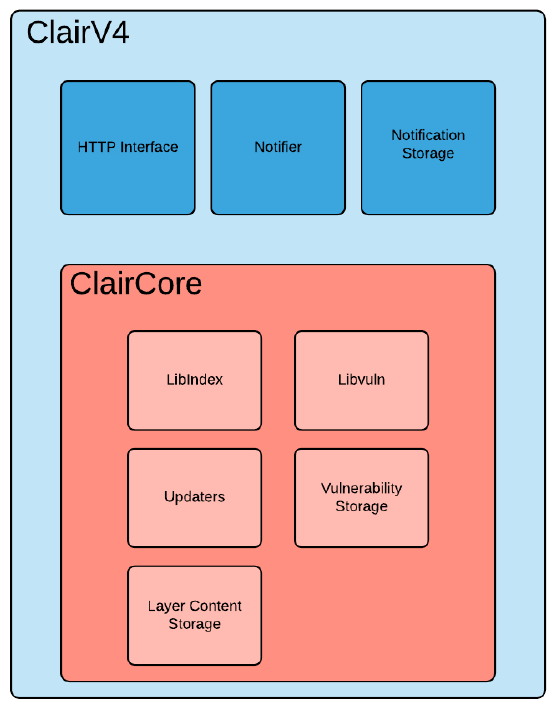 ClairV4
HTTP Interface
Notifier
Notification
Storage
ClairCore
LibIndex
Libvuln
Updaters
Vulnerability
Storage
Layer Content
Storage